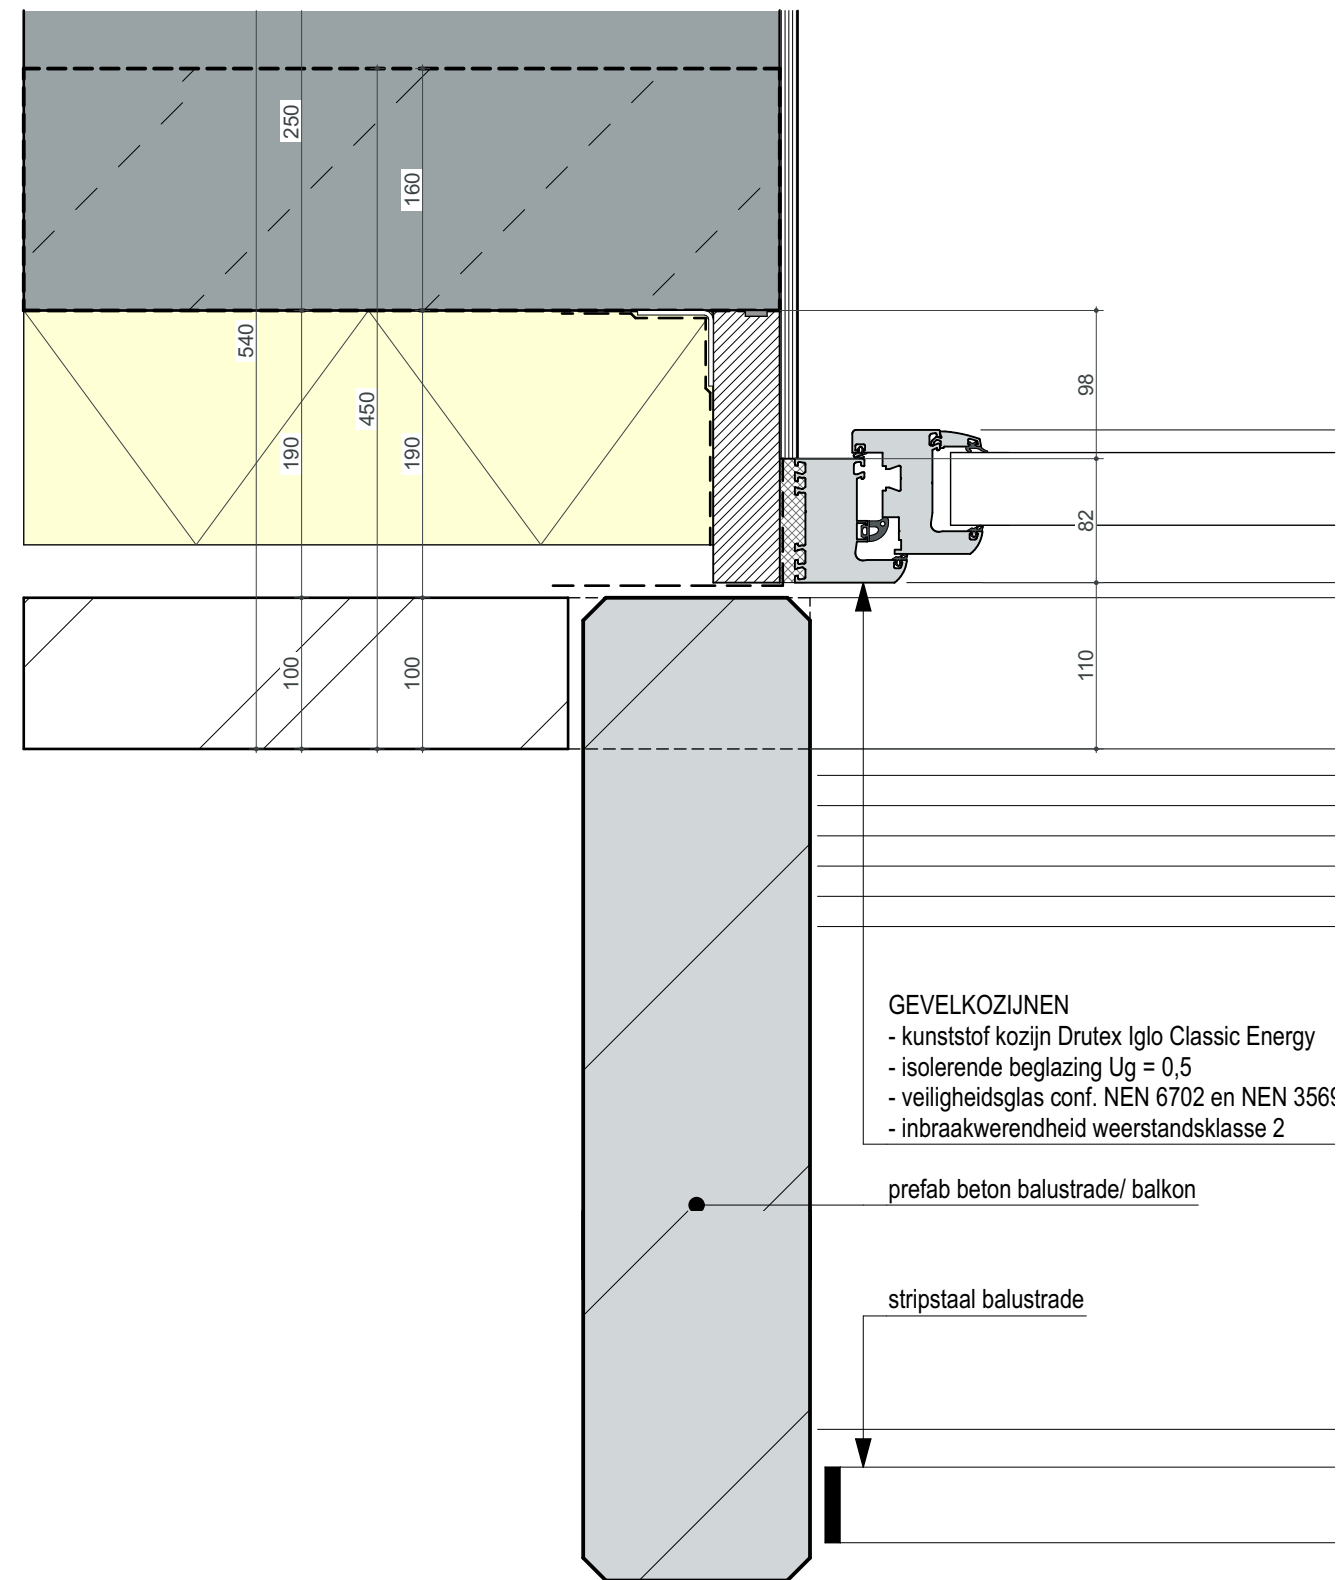 250
160
540
98
450
190
190
82
100
100
110
GEVELKOZIJNEN
- kunststof kozijn Drutex Iglo Classic Energy
- isolerende beglazing Ug = 0,5
- veiligheidsglas conf. NEN 6702 en NEN 3569
- inbraakwerendheid weerstandsklasse 2
prefab beton balustrade/ balkon
stripstaal balustrade